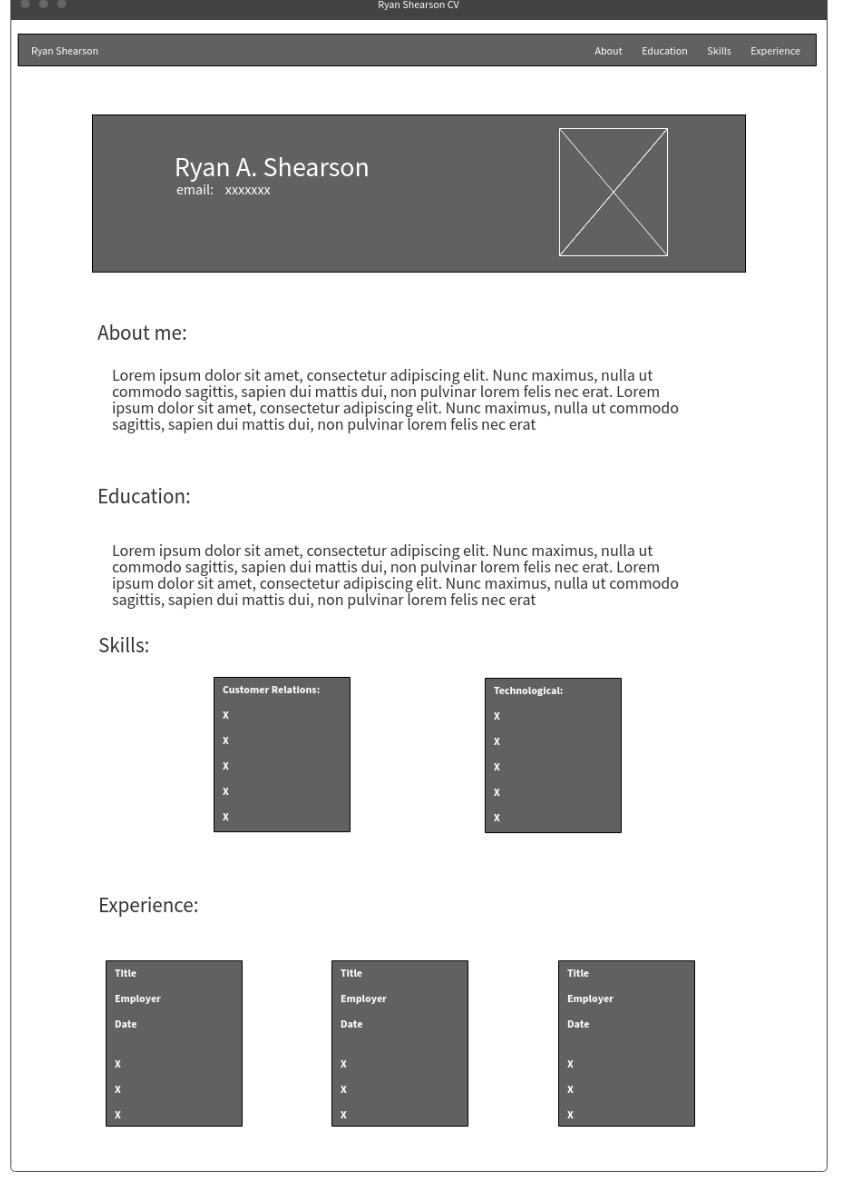 Ryan Shearson CV
Ryan Shearson About Education Skills Experience
Ryan A. Shearson
email: xxxxxxx
About me:
Lorem ipsum dolor sit amet, consectetur adipiscing elit. Nunc maximus, nulla ut
commodo sagittis, sapien dui mattis dui, non pulvinar lorem felis nec erat. Lorem
ipsum dolor sit amet, consectetur adipiscing elit. Nunc maximus, nulla ut commodo
sagittis, sapien dui mattis dui, non pulvinar lorem felis nec erat
Education:
Lorem ipsum dolor sit amet, consectetur adipiscing elit. Nunc maximus, nulla ut
commodo sagittis, sapien dui mattis dui, non pulvinar lorem felis nec erat. Lorem
ipsum dolor sit amet, consectetur adipiscing elit. Nunc maximus, nulla ut commodo
sagittis, sapien dui mattis dui, non pulvinar lorem felis nec erat
Skills:
Customer Relations:
X
X
X
X
X
Technological:
X
X
X
X
X
Experience:
Title
Employer
Date
X
X
X
Title
Employer
Date
X
X
X
Title
Employer
Date
X
X
X